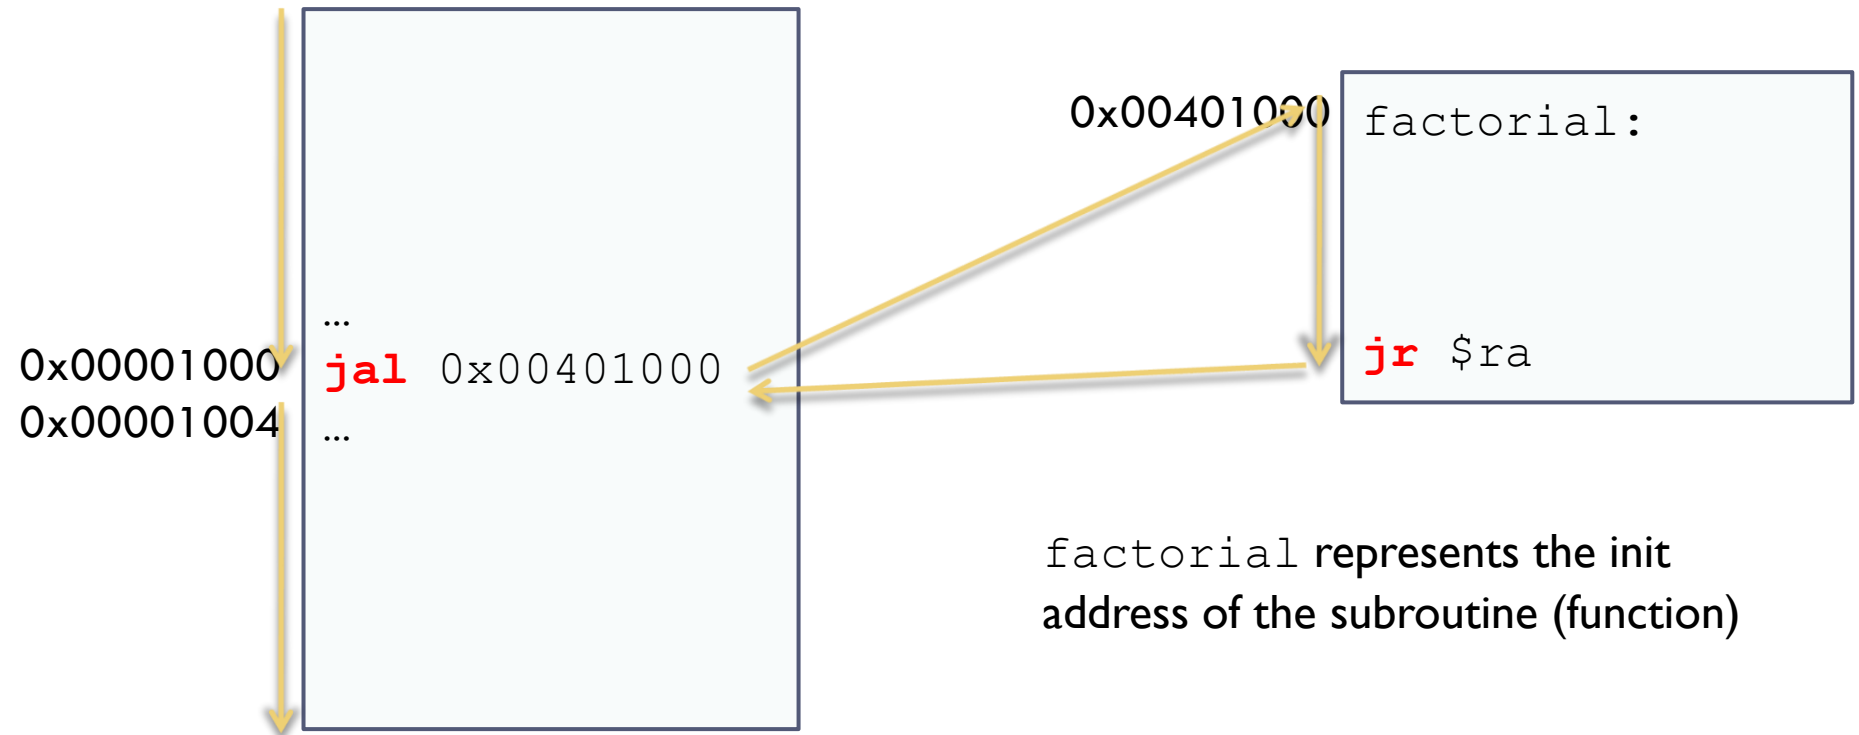 0x00401000 factorial:
...
0x00001000 jal 0x00401000
jr $ra
0x00001004 ...
factorial represents the init
address of the subroutine (function)